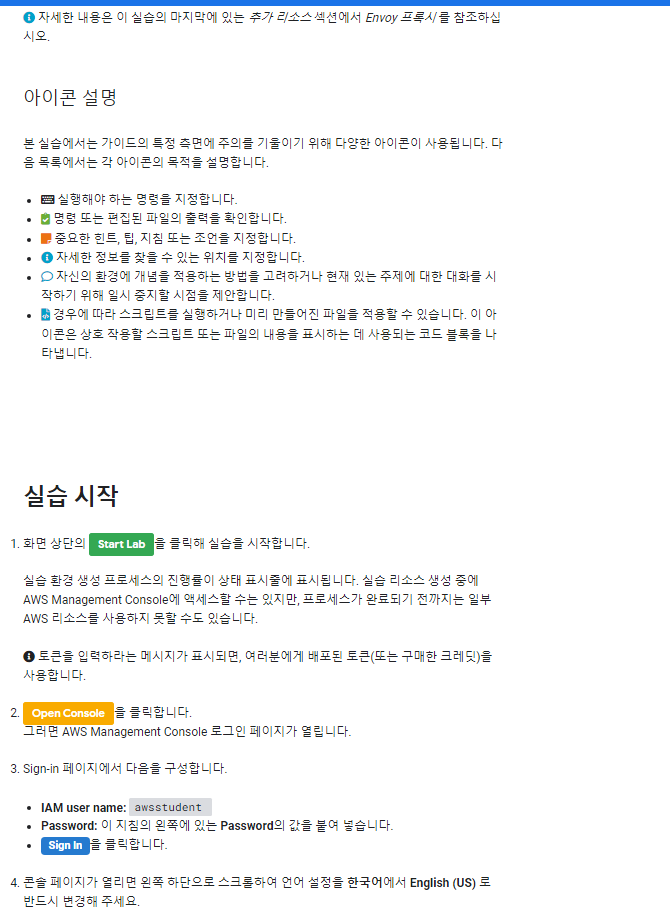 자세한 내용은 이 실습의 마지막에 있는 추가 리소스 섹션에서 Envoy 프록시를 참조하십
시오.
아이콘 설명
본 실습에서는 가이드의 특정 측면에 주의를 기울이기 위해 다양한 아이콘이 사용됩니다. 다
음 목록에서는 각 아이콘의 목적을 설명합니다.
• 실행해야 하는 명령을 지정합니다.
• 명령 또는 편집된 파일의 출력을 확인합니다.
• 중요한 힌트, 팁, 지침 또는 조언을 지정합니다.
• 자세한 정보를 찾을 수 있는 위치를 지정합니다.
• 자신의 환경에 개념을 적용하는 방법을 고려하거나 현재 있는 주제에 대한 대화를 시
작하기 위해 일시 중지할 시점을 제안합니다.
• 경우에 따라 스크립트를 실행하거나 미리 만들어진 파일을 적용할 수 있습니다. 이 아
이콘은 상호 작용할 스크립트 또는 파일의 내용을 표시하는 데 사용되는 코드 블록을 나
타냅니다.
실습 시작
1. 화면 상단의 Start Lab을 클릭해 실습을 시작합니다.
실습 환경 생성 프로세스의 진행률이 상태 표시줄에 표시됩니다. 실습 리소스 생성 중에
AWS Management Console에 액세스할 수는 있지만, 프로세스가 완료되기 전까지는 일부
AWS 리소스를 사용하지 못할 수도 있습니다.
토큰을 입력하라는 메시지가 표시되면, 여러분에게 배포된 토큰(또는 구매한 크레딧)을
사용합니다.
2. Open Console을 클릭합니다.
그러면 AWS Management Console 로그인 페이지가 열립니다.
3. Sign-in 페이지에서 다음을 구성합니다.
• IAM user name: awsstudent
• Password: 이 지침의 왼쪽에 있는 Password의 값을 붙여 넣습니다.
• Sign In을 클릭합니다.
4. 콘솔 페이지가 열리면 왼쪽 하단으로 스크롤하여 언어 설정을 한국어에서 English (US) 로
반드시 변경해 주세요.